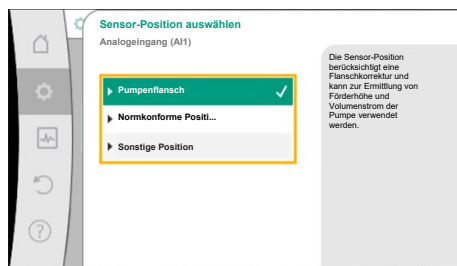 Sensor-Position auswählen
Analogeingang (AI1)
Pumpenflansch
Normkonforme Positi...
Sonstige Position
Die Sensor-Position
berücksichtigt eine
Flanschkorrektur und
kann zur Ermittlung von
Förderhöhe und
Volumenstrom der
Pumpe verwendet
werden.